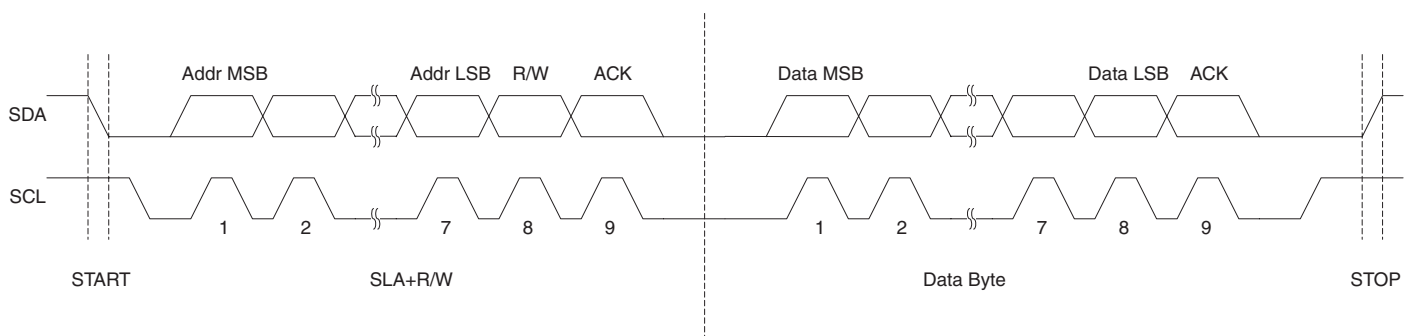 Addr MSB Addr LSB R/W ACK Data MSB Data LSB ACK
SDA
SCL
1 2 7 8 9 1 2 7 8 9
START SLA+R/W Data Byte STOP